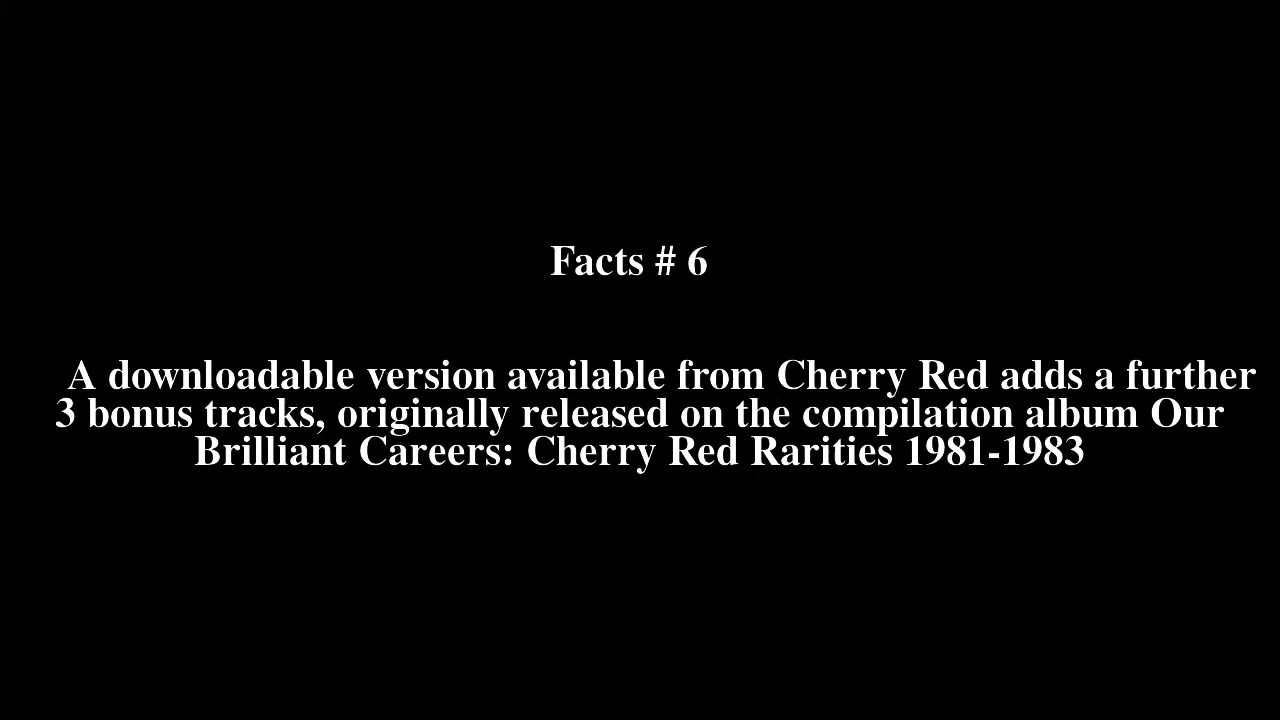 Facts # 6
A downloadable version available from Cherry Red adds a further
3 bonus tracks, originally released on the compilation album Our
Brilliant Careers: Cherry Red Rarities 1981-1983